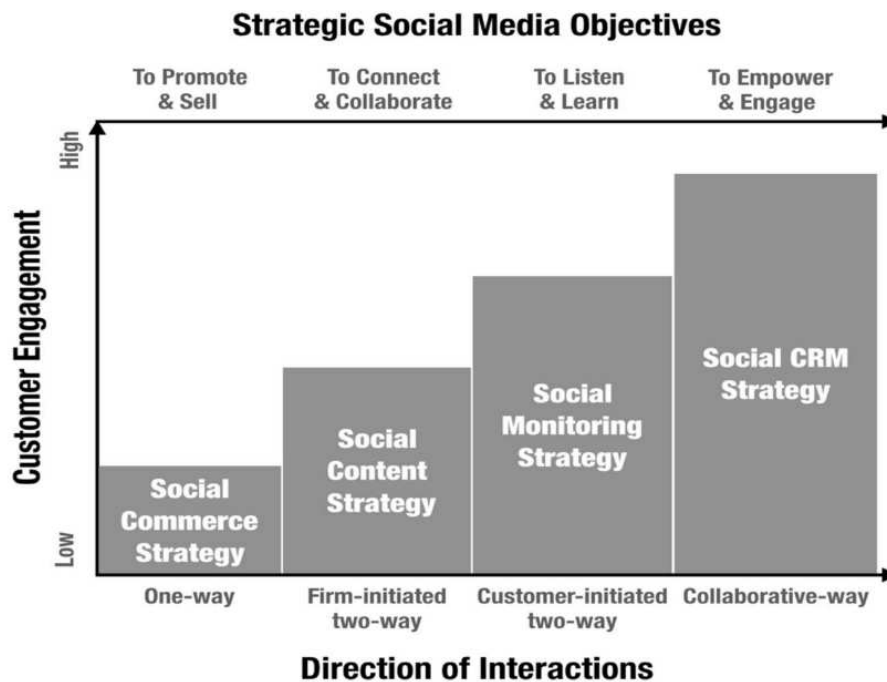 Strategic Social Media Objectives
To Promote
& Sell
To Connect
& Collaborate
To Listen
& Learn
To Empower
& Engage
High
Customer Engagement
Low
Social
Commerce
Strategy
Social
Content
Strategy
Social
Monitoring
Strategy
Social CRM
Strategy
One-way
Firm-initiated
two-way
Customer-initiated
two-way
Collaborative-way
Direction of Interactions